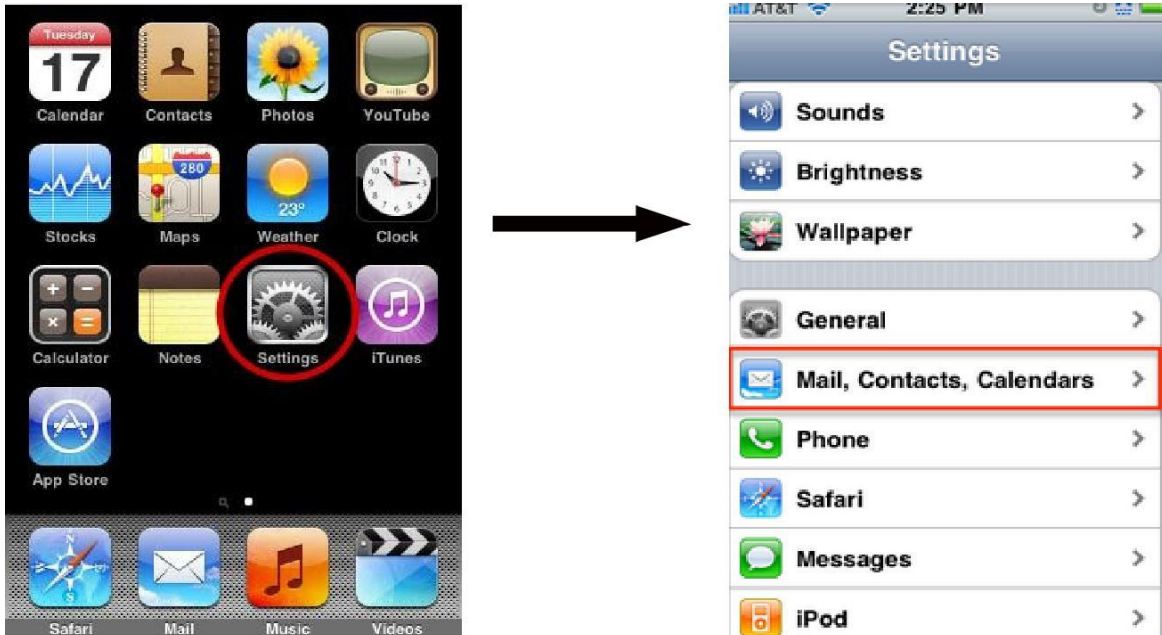 Tuesday
17
280
23°
Calendar Contacts Photos YouTube
Stocks Maps Weather Clock
Calculator Notes Settings iTunes
App Store
Safari Mail Music Videos
AT&T 2:25 PM
Settings
Sounds
Brightness
Wallpaper
General
Mail, Contacts, Calendars
Phone
Safari
Messages
iPod